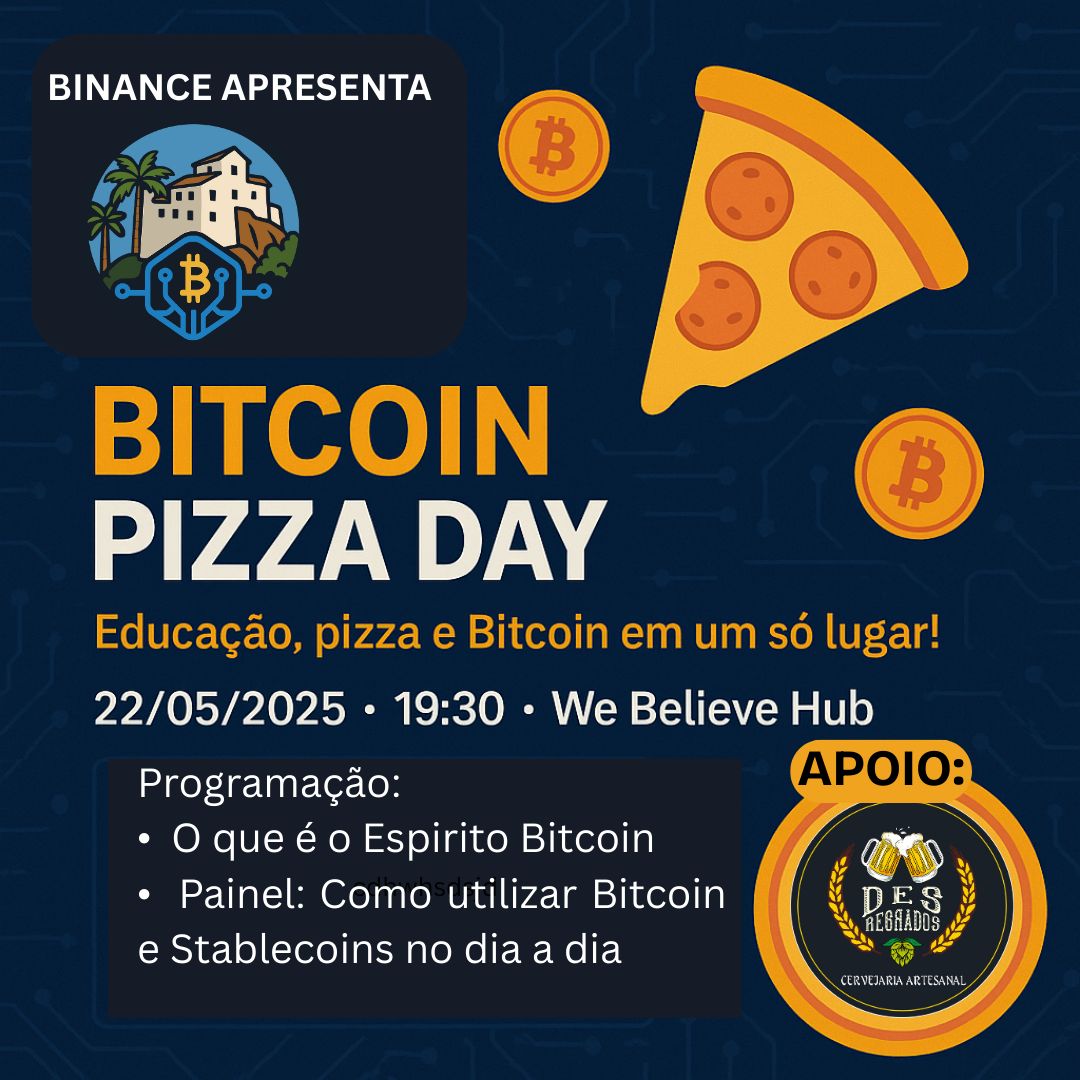 BINANCE APRESENTA
BITCOIN
PIZZA DAY
Educação, pizza e Bitcoin em um só lugar!
22/05/2025 • 19:30 • We Believe Hub
Programação:
• O que é o Espirito Bitcoin
• Painel: Como utilizar Bitcoin
e Stablecoins no dia a dia
APOIO:
DES
REGRADOS
CERVEJARIA ARTESANAL